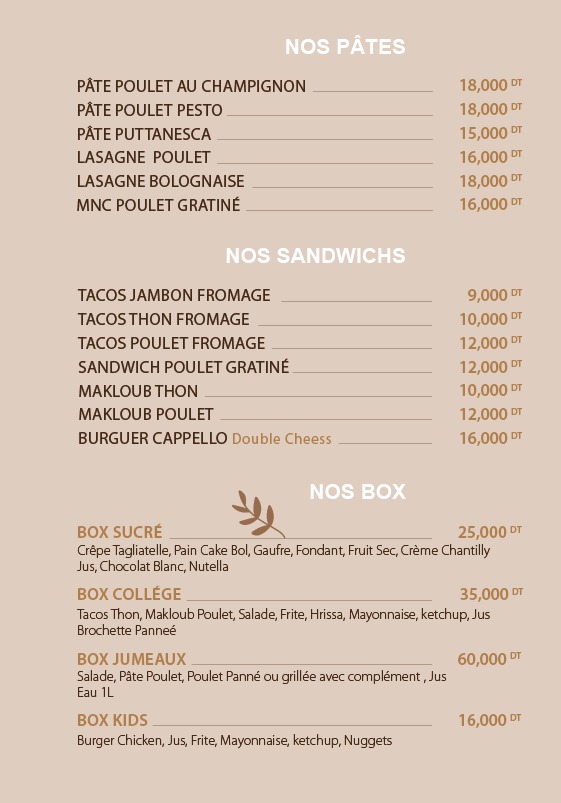 NOS PÂTES
PÂTE POULET AU CHAMPIGNON 18,000 DT
PÂTE POULET PESTO 18,000 DT
PÂTE PUTTANESCA 15,000 DT
LASAGNE POULET 16,000 DT
LASAGNE BOLOGNAISE 18,000 DT
MNC POULET GRATINÉ 16,000 DT
NOS SANDWICHS
TACOS JAMBON FROMAGE 9,000 DT
TACOS THON FROMAGE 10,000 DT
TACOS POULET FROMAGE 12,000 DT
SANDWICH POULET GRATINÉ 12,000 DT
MAKLOUB THON 10,000 DT
MAKLOUB POULET 12,000 DT
BURGUER CAPPELLO Double Cheess 16,000 DT
NOS BOX
BOX SUCRÉ 25,000 DT
Crêpe Tagliatelle, Pain Cake Bol, Gaufre, Fondant, Fruit Sec, Crème Chantilly
Jus, Chocolat Blanc, Nutella
BOX COLLÉGE 35,000 DT
Tacos Thon, Makloub Poulet, Salade, Frite, Hrissa, Mayonnaise, ketchup, Jus
Brochette Panneé
BOX JUMEAUX 60,000 DT
Salade, Pâte Poulet, Poulet Panné ou grillée avec complément , Jus
Eau 1L
BOX KIDS 16,000 DT
Burger Chicken, Jus, Frite, Mayonnaise, ketchup, Nuggets